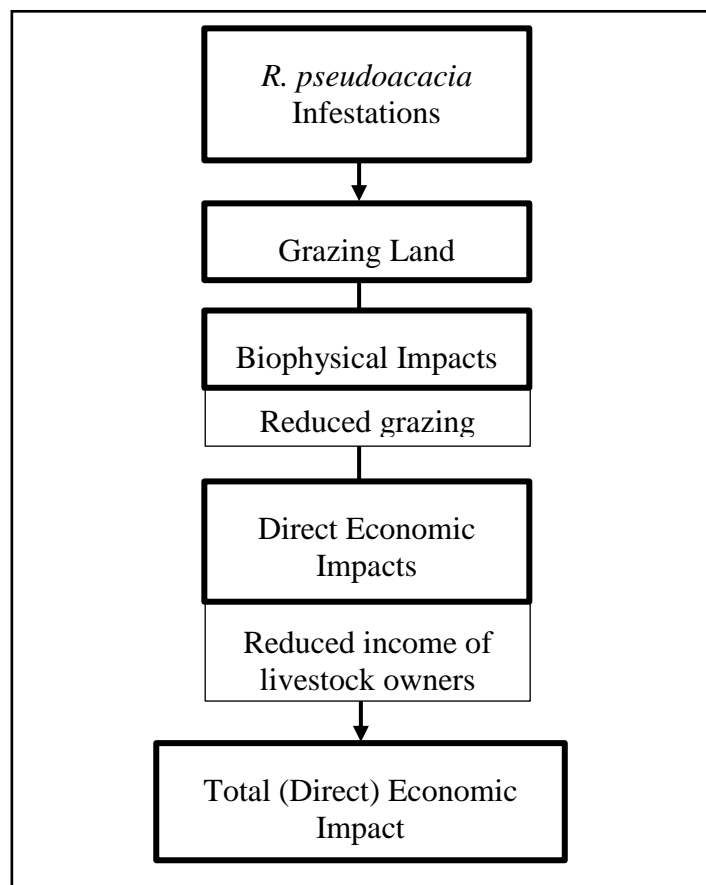 R. pseudoacacia
Infestations
Grazing Land
Biophysical Impacts
Reduced grazing
Direct Economic
Impacts
Reduced income of
livestock owners
Total (Direct) Economic
Impact